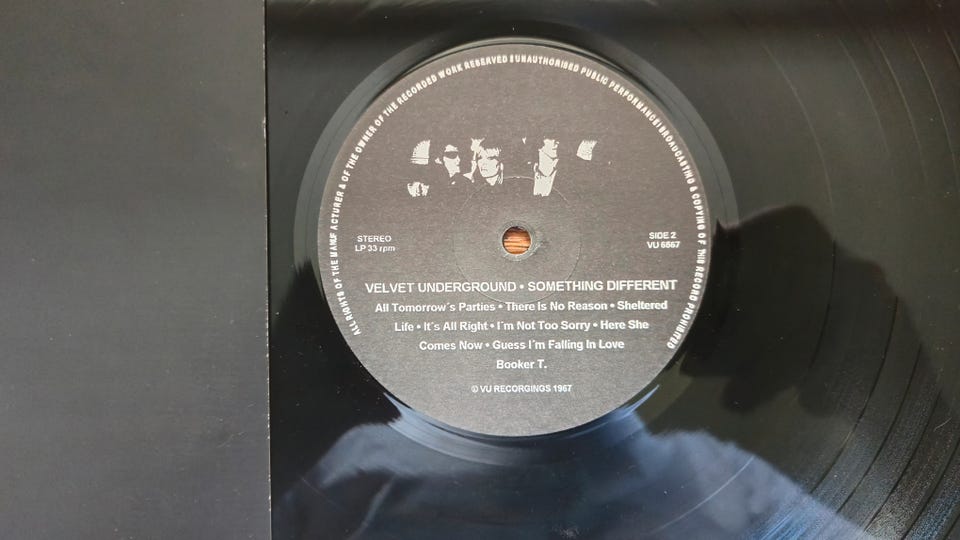 ALL RIGHTS OF THE MANUFACTURER & OF THE OWNER OF THE RECORDED WORK RESERVED UNAUTHORISED PUBLIC PERFORMANCE BROADCASTING & COPYING OF THIS RECORD PROHIBITED
STEREO
LP 33 rpm
SIDE 2
VU 6667
VELVET UNDERGROUND • SOMETHING DIFFERENT
All Tomorrow´s Parties • There Is No Reason • Sheltered
Life • It´s All Right • I´m Not Too Sorry • Here She
Comes Now • Guess I´m Falling In Love
Booker T.
© VU RECORGINGS 1967